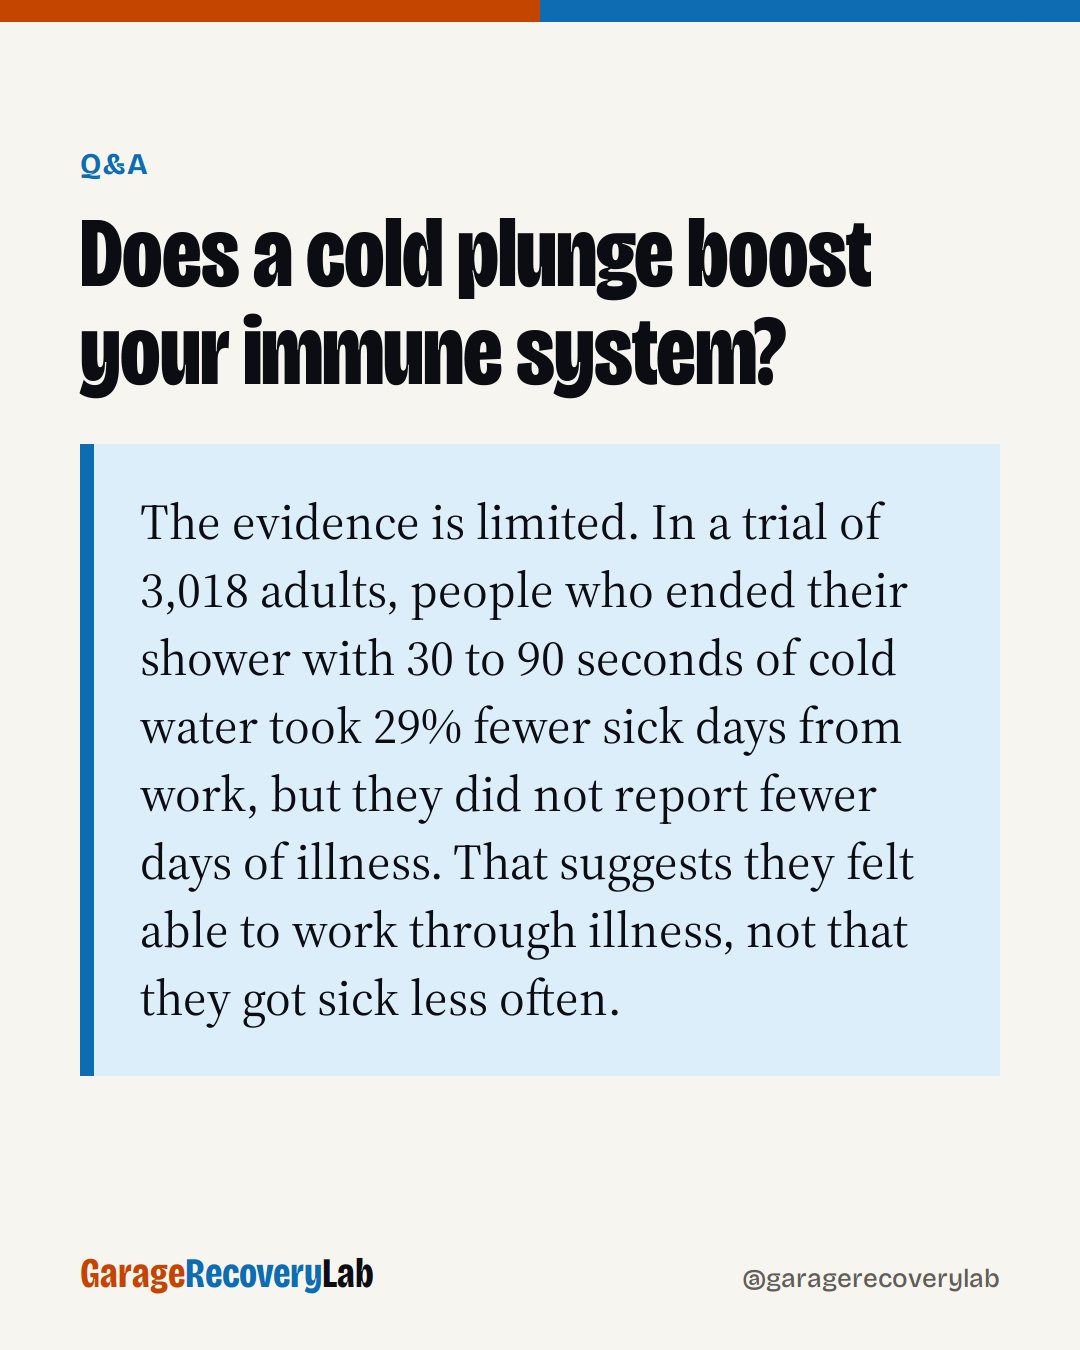 Q&A
Does a cold plunge boost
your immune system?
The evidence is limited. In a trial of
3,018 adults, people who ended their
shower with 30 to 90 seconds of cold
water took 29% fewer sick days from
work, but they did not report fewer
days of illness. That suggests they felt
able to work through illness, not that
they got sick less often.
GarageRecoveryLab
@garagerecoverylab